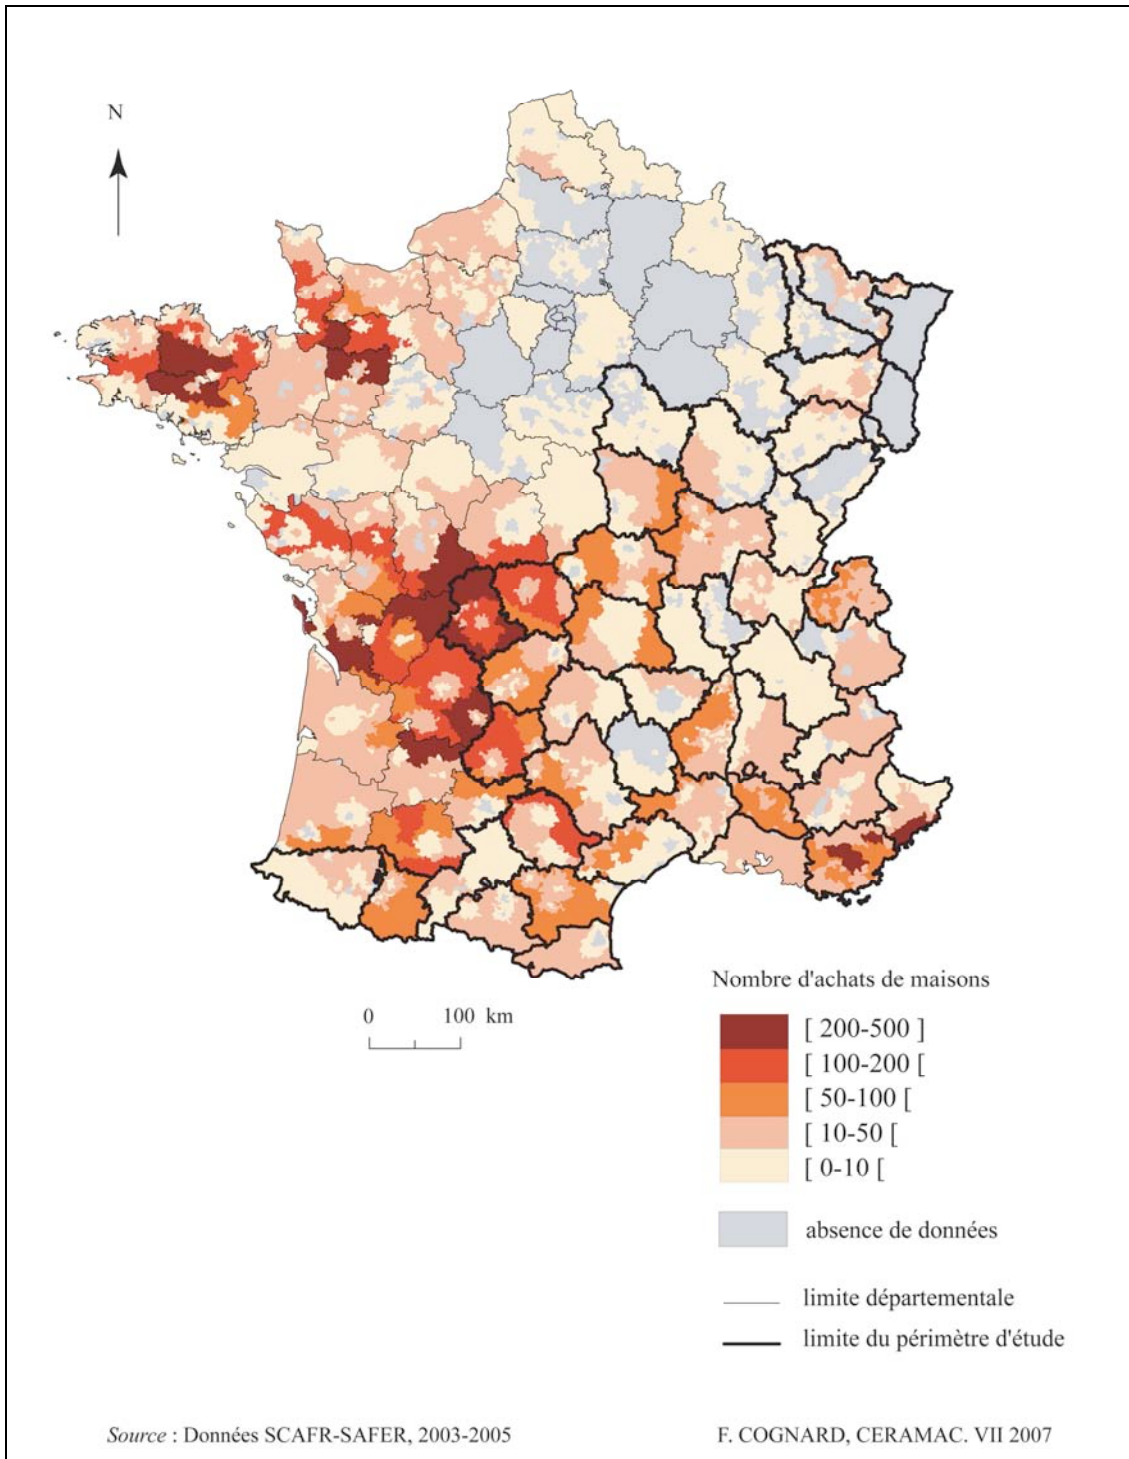 N
0 100 km
Nombre d'achats de maisons
[ 200-500 ]
[ 100-200 [
[ 50-100 [
[ 10-50 [
[ 0-10 [
absence de données
limite départementale
limite du périmètre d'étude
Source : Données SCAFR-SAFER, 2003-2005 F. COGNARD, CERAMAC. VII 2007